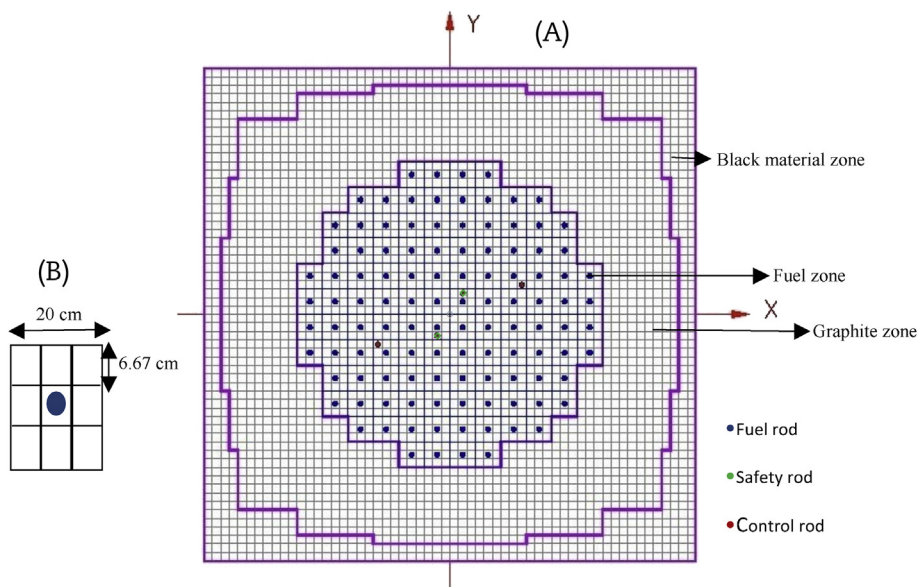 (A)
Y
Black material zone
(B)
20 cm
6.67 cm
Fuel zone
X
Graphite zone
Fuel rod
Safety rod
Control rod